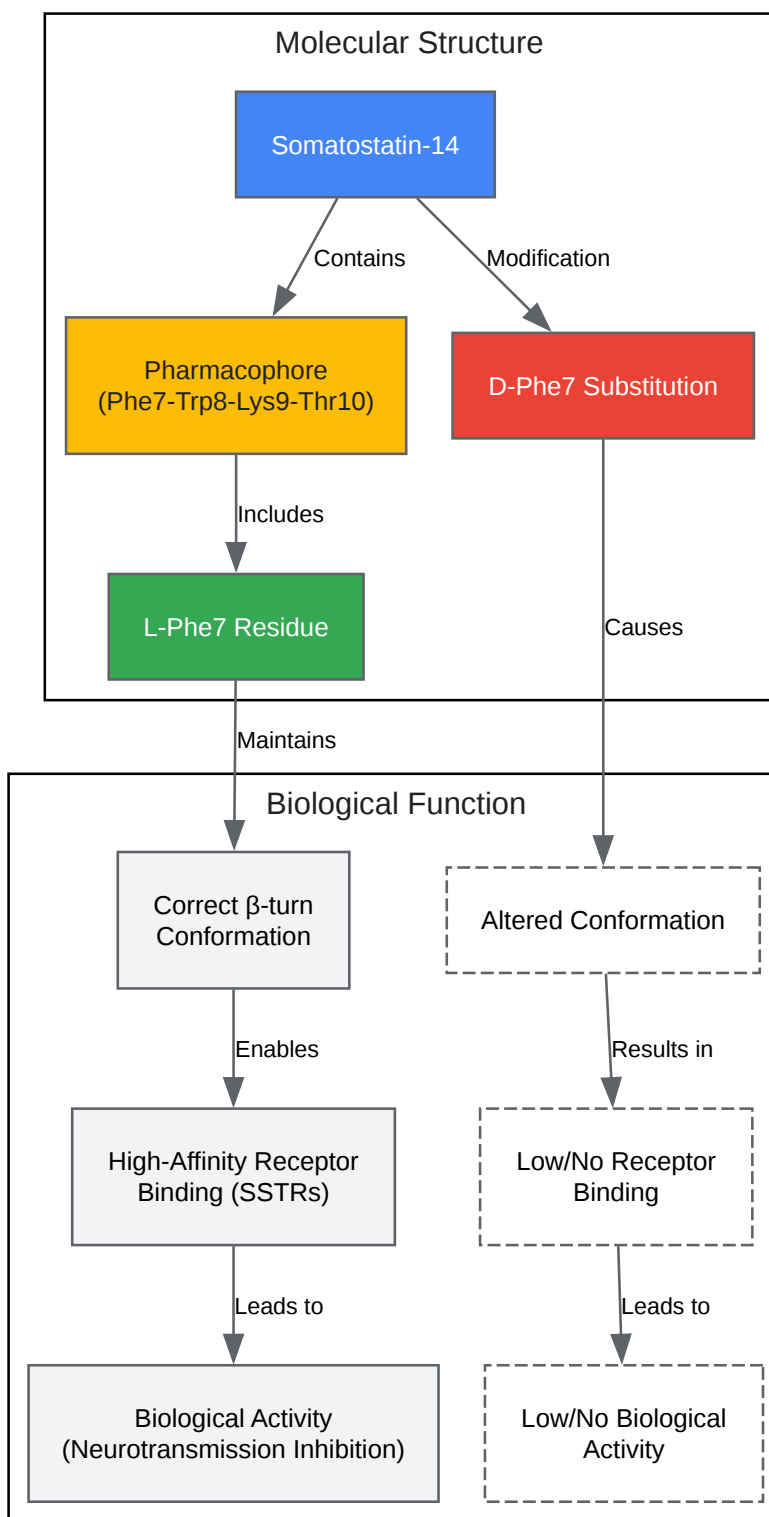 Molecular Structure
Somatostatin-14
Contains
Modification
Pharmacophore
(Phe7-Trp8-Lys9-Thr10)
D-Phe7 Substitution
Includes
L-Phe7 Residue
Causes
Maintains
Biological Function
Correct β-turn
Conformation
Altered Conformation
Enables
Results in
High-Affinity Receptor
Binding (SSTRs)
Low/No Receptor
Binding
Leads to
Leads to
Biological Activity
(Neurotransmission Inhibition)
Low/No Biological
Activity